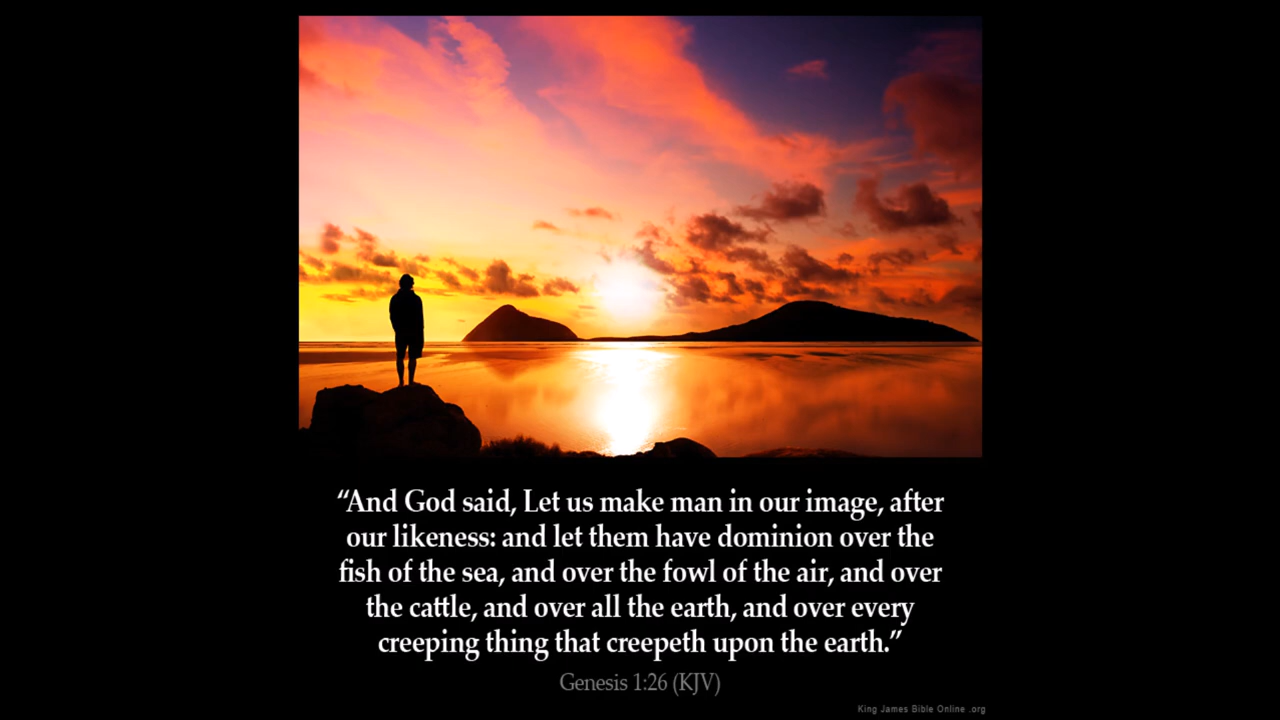 “And God said, Let us make man in our image, after
our likeness: and let them have dominion over the
fish of the sea, and over the fowl of the air, and over
the cattle, and over all the earth, and over every
creeping thing that creepeth upon the earth.”
Genesis 1:26 (KJV)
King James Bible Online .org